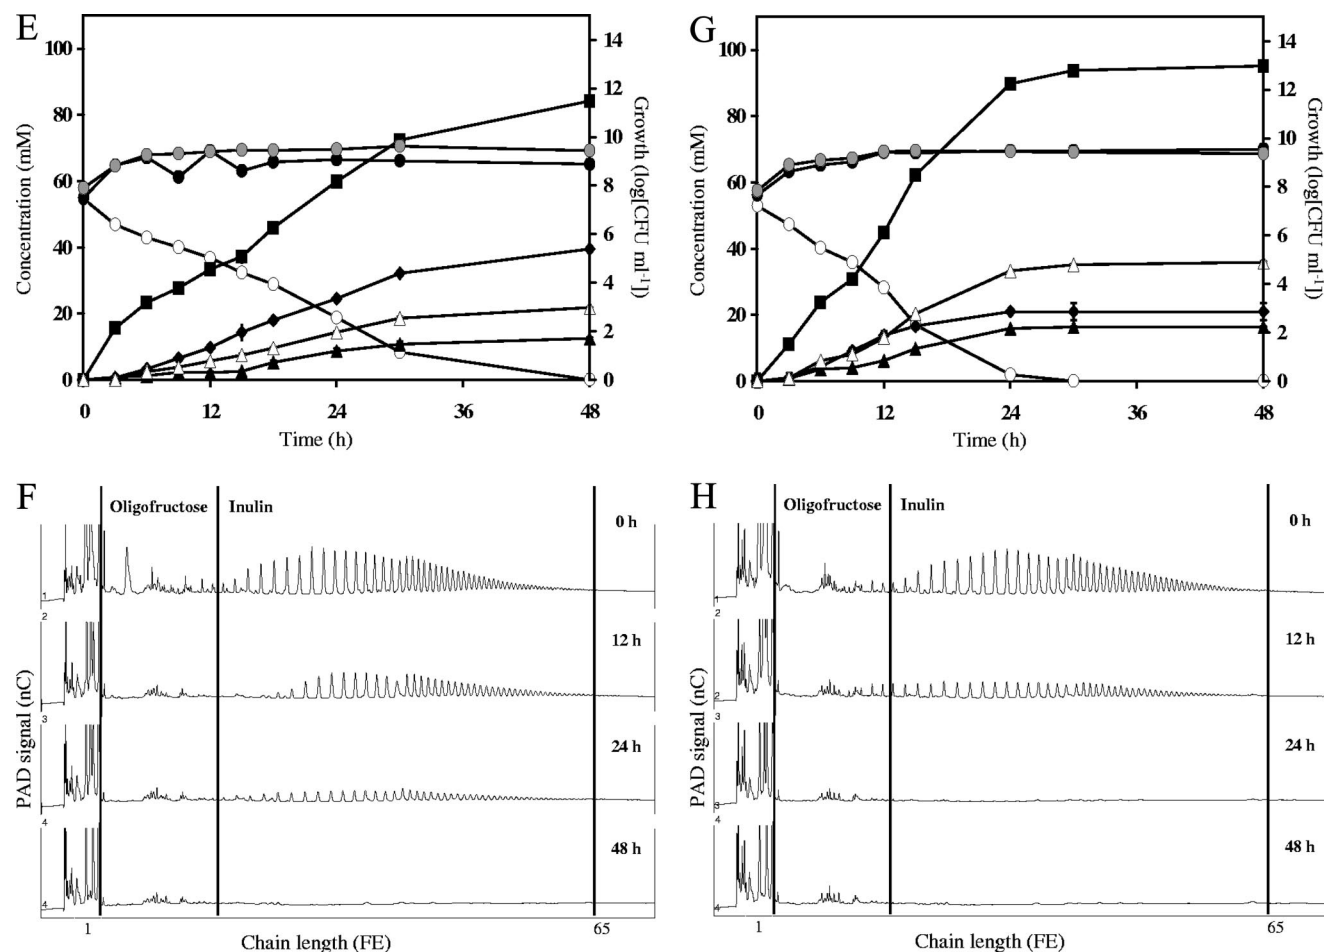 E
G
100
80
60
40
20
0
Concentration (mM)
14
12
10
8
6
4
2
0
Growth (log[CFU ml-1])
0 12 24 36 48
Time (h)
100
80
60
40
20
0
Concentration (mM)
14
12
10
8
6
4
2
0
Growth (log[CFU ml-1])
0 12 24 36 48
Time (h)
F
Oligofructose
Inulin
0 h
1
2
12 h
3
24 h
4
48 h
4
PAD signal (nC)
1 65
Chain length (FE)
H
Oligofructose
Inulin
0 h
1
2
12 h
2
3
24 h
3
4
48 h
4
PAD signal (nC)
1 65
Chain length (FE)